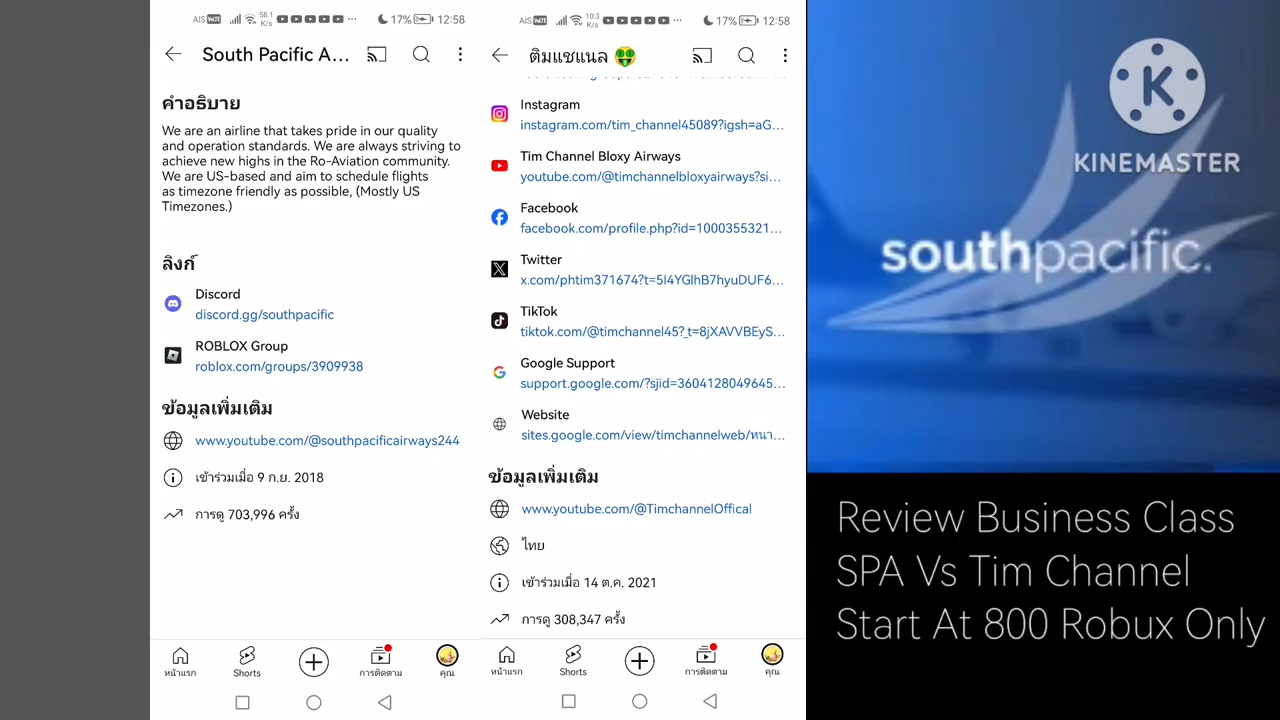 AIS VoLTE 58.1 K/s 17% 12:58
South Pacific A...
คำอธิบาย
We are an airline that takes pride in our quality
and operation standards. We are always striving to
achieve new highs in the Ro-Aviation community.
We are US-based and aim to schedule flights
as timezone friendly as possible, (Mostly US
Timezones.)
ลิงก์
Discord
discord.gg/southpacific
ROBLOX Group
roblox.com/groups/3909938
ข้อมูลเพิ่มเติม
www.youtube.com/@southpacificairways244
เข้าร่วมเมื่อ 9 ก.ย. 2018
การดู 703,996 ครั้ง
หน้าแรก
Shorts
การติดตาม
คุณ
AIS VoLTE 10.3 K/s 17% 12:58
ติมแชแนล 🤑
Instagram
instagram.com/tim_channel45089?igsh=aG...
Tim Channel Bloxy Airways
youtube.com/@timchannelbloxyairways?si...
Facebook
facebook.com/profile.php?id=1000355321...
Twitter
x.com/phtim371674?t=5I4YGlhB7hyuDUF6...
TikTok
tiktok.com/@timchannel45?_t=8jXAVVBEyS...
Google Support
support.google.com/?sjid=3604128049645...
Website
sites.google.com/view/timchannelweb/หนา...
ข้อมูลเพิ่มเติม
www.youtube.com/@TimchannelOffical
ไทย
เข้าร่วมเมื่อ 14 ต.ค. 2021
การดู 308,347 ครั้ง
หน้าแรก
Shorts
การติดตาม
คุณ
K
KINEMASTER
southpacific.
Review Business Class
SPA Vs Tim Channel
Start At 800 Robux Only